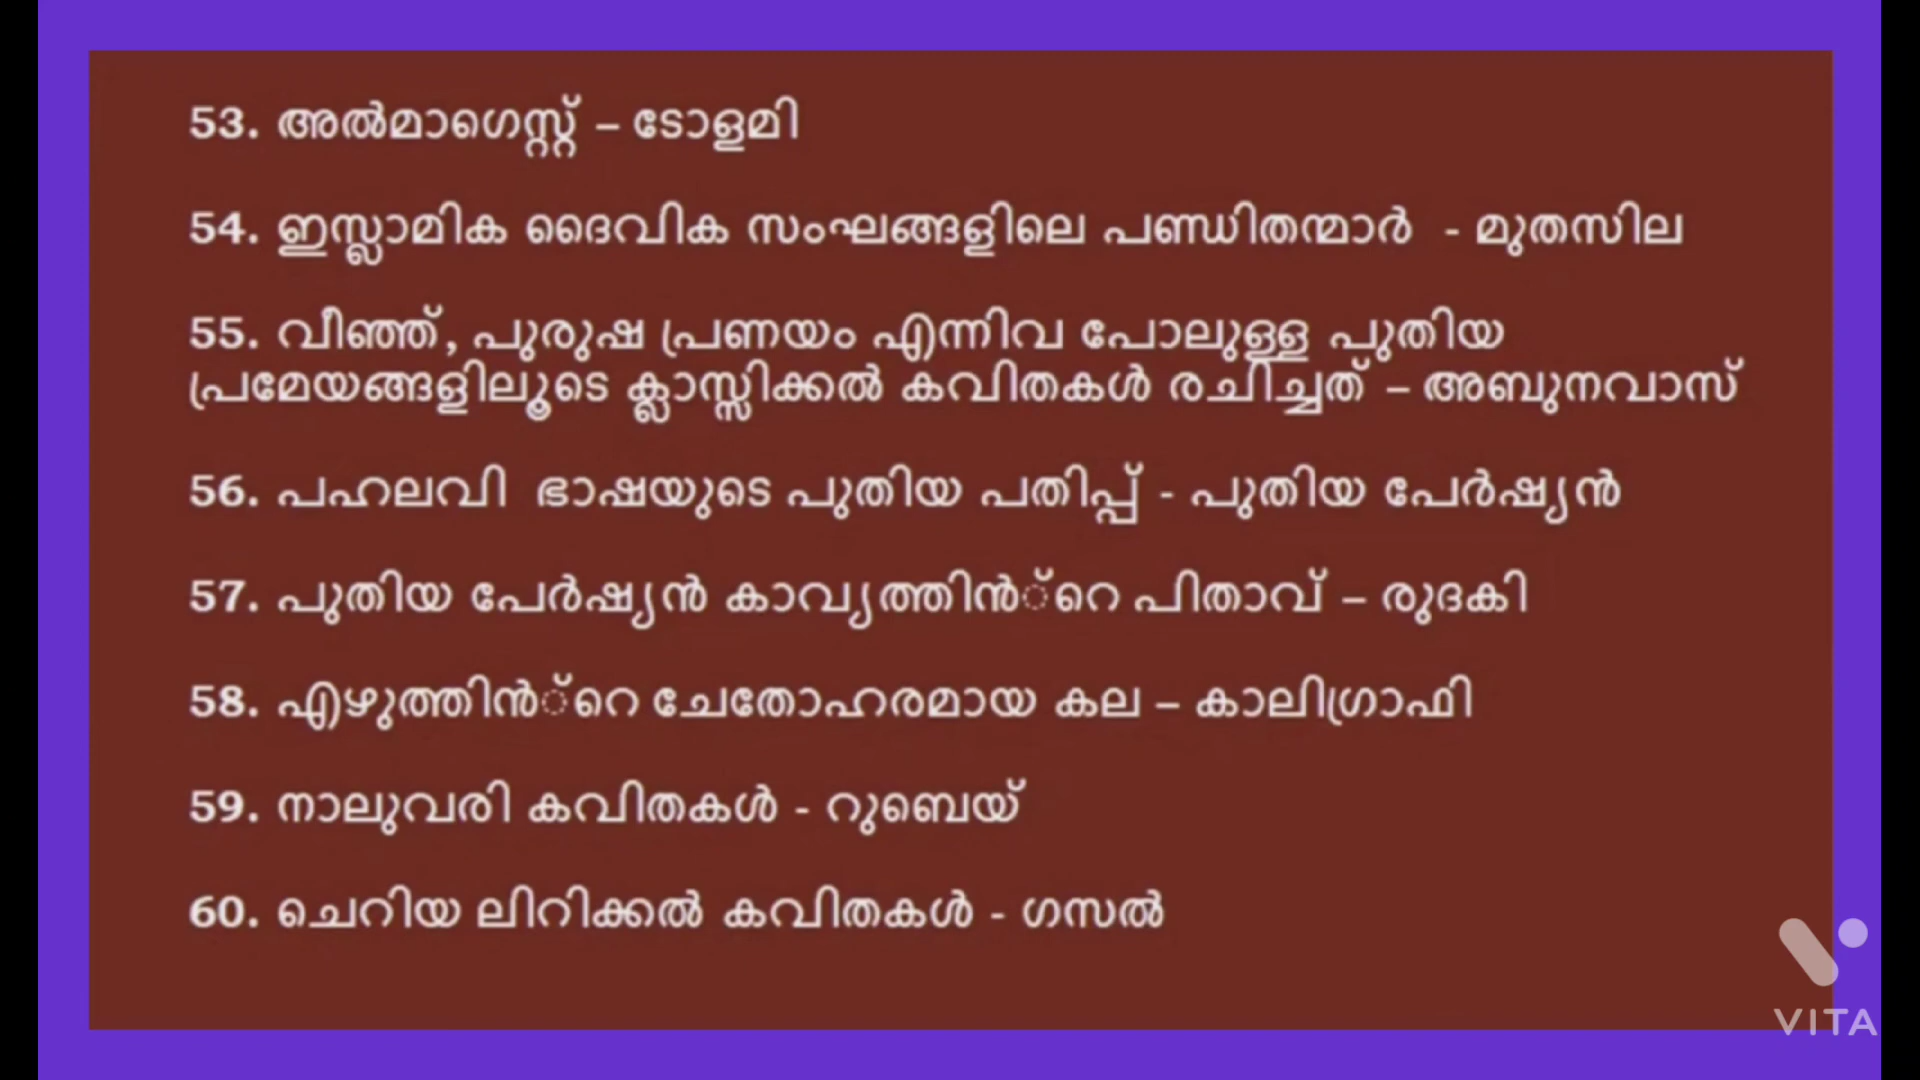 53. അൽമാഗെസ്റ്റ് – ടോളമി
54. ഇസ്ലാമിക ദൈവിക സംഘങ്ങളിലെ പണ്ഡിതന്മാർ - മുതസില
55. വീഞ്ഞ്, പുരുഷ പ്രണയം എന്നിവ പോലുള്ള പുതിയ
പ്രമേയങ്ങളിലൂടെ ക്ലാസ്സിക്കൽ കവിതകൾ രചിച്ചത് – അബുനവാസ്
56. പഹലവി ഭാഷയുടെ പുതിയ പതിപ്പ് - പുതിയ പേർഷ്യൻ
57. പുതിയ പേർഷ്യൻ കാവ്യത്തിൻ്റെ പിതാവ് – രുദകി
58. എഴുത്തിൻ്റെ ചേതോഹരമായ കല – കാലിഗ്രാഫി
59. നാലുവരി കവിതകൾ - റുബെയ്
60. ചെറിയ ലിറിക്കൽ കവിതകൾ - ഗസൽ
VITA